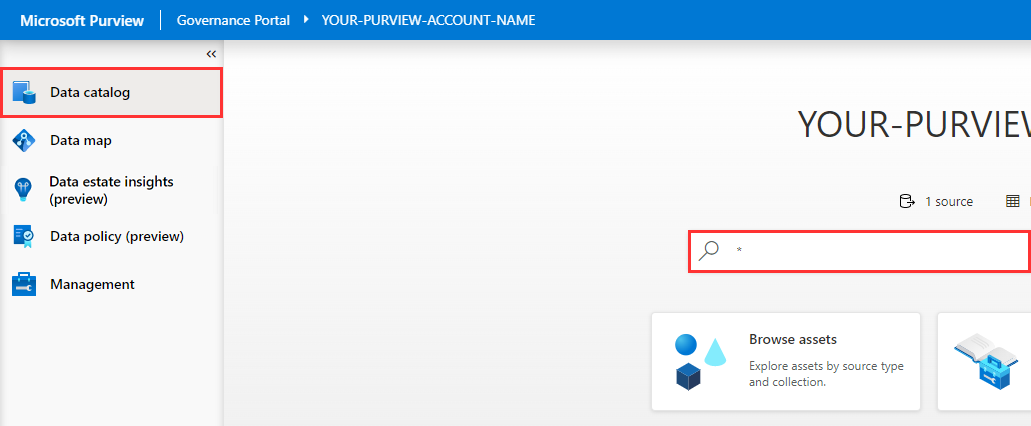 Microsoft Purview Governance Portal YOUR-PURVIEW-ACCOUNT-NAME
Data catalog
Data map
Data estate insights
(preview)
Data policy (preview)
Management
YOUR-PURVIEW
1 source
*
Browse assets
Explore assets by source type
and collection.